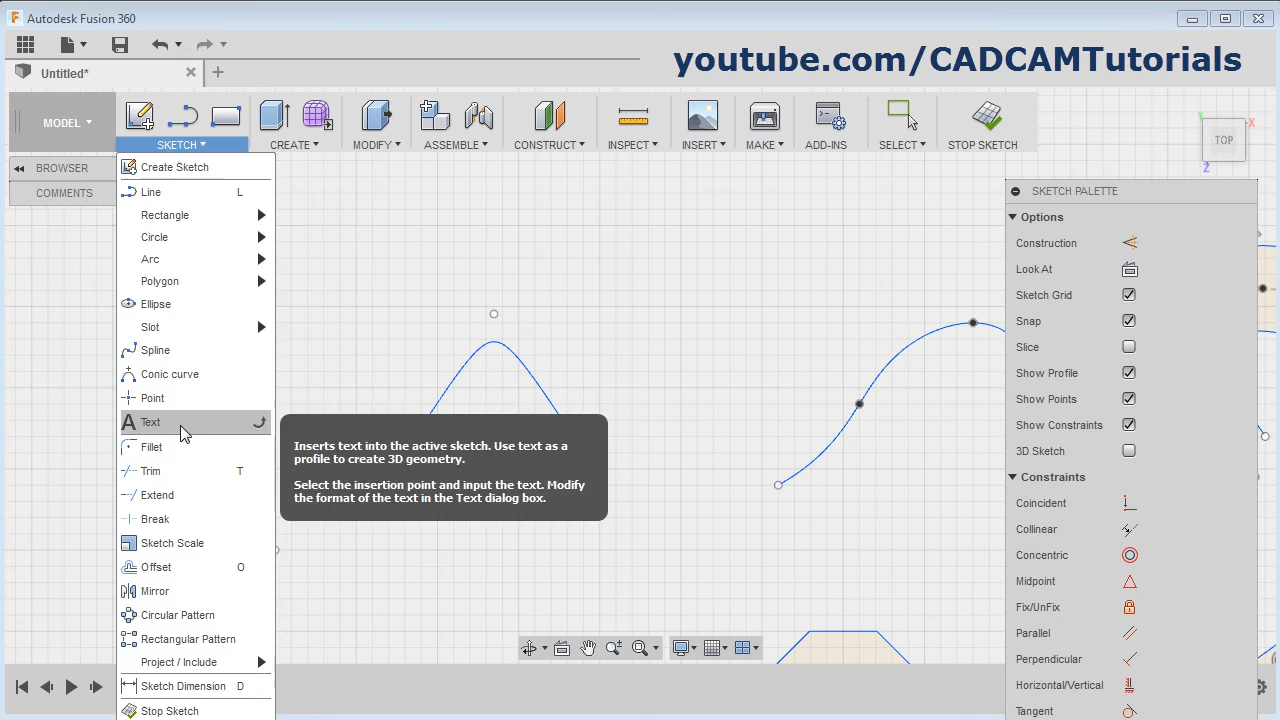 Autodesk Fusion 360
youtube.com/CADCAMTutorials
Untitled*
MODEL
SKETCH
CREATE
MODIFY
ASSEMBLE
CONSTRUCT
INSPECT
INSERT
MAKE
ADD-INS
SELECT
STOP SKETCH
BROWSER
COMMENTS
Create Sketch
Line L
Rectangle
Circle
Arc
Polygon
Ellipse
Slot
Spline
Conic curve
Point
Text
Fillet
Trim T
Extend
Break
Sketch Scale
Offset O
Mirror
Circular Pattern
Rectangular Pattern
Project / Include
Sketch Dimension D
Stop Sketch
Inserts text into the active sketch. Use text as a
profile to create 3D geometry.
Select the insertion point and input the text. Modify
the format of the text in the Text dialog box.
Y
X
TOP
Z
SKETCH PALETTE
Options
Construction
Look At
Sketch Grid
Snap
Slice
Show Profile
Show Points
Show Constraints
3D Sketch
Constraints
Coincident
Collinear
Concentric
Midpoint
Fix/UnFix
Parallel
Perpendicular
Horizontal/Vertical
Tangent